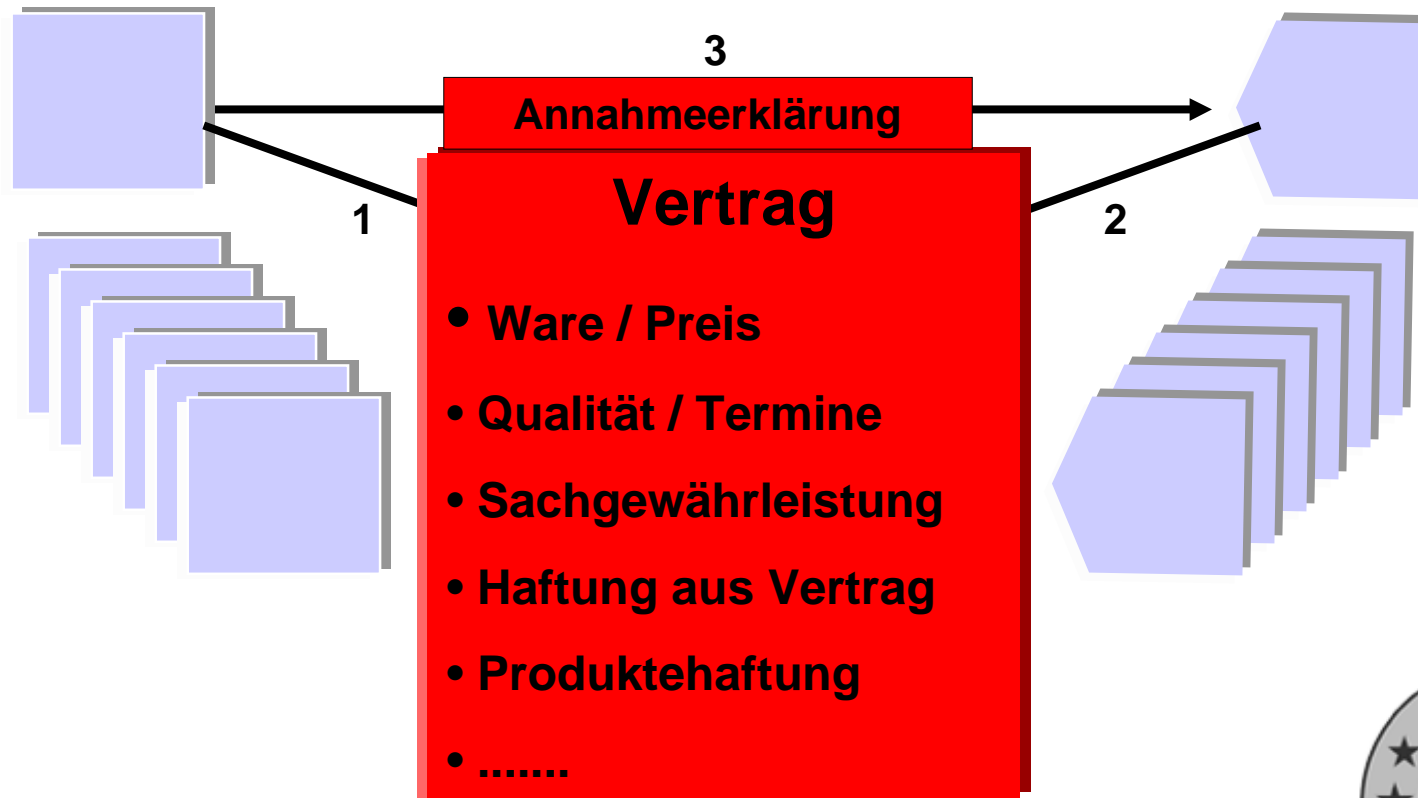 3
Annahmeerklärung
Vertrag
1
2
• Ware / Preis
• Qualität / Termine
• Sachgewährleistung
• Haftung aus Vertrag
• Produktehaftung
• .......